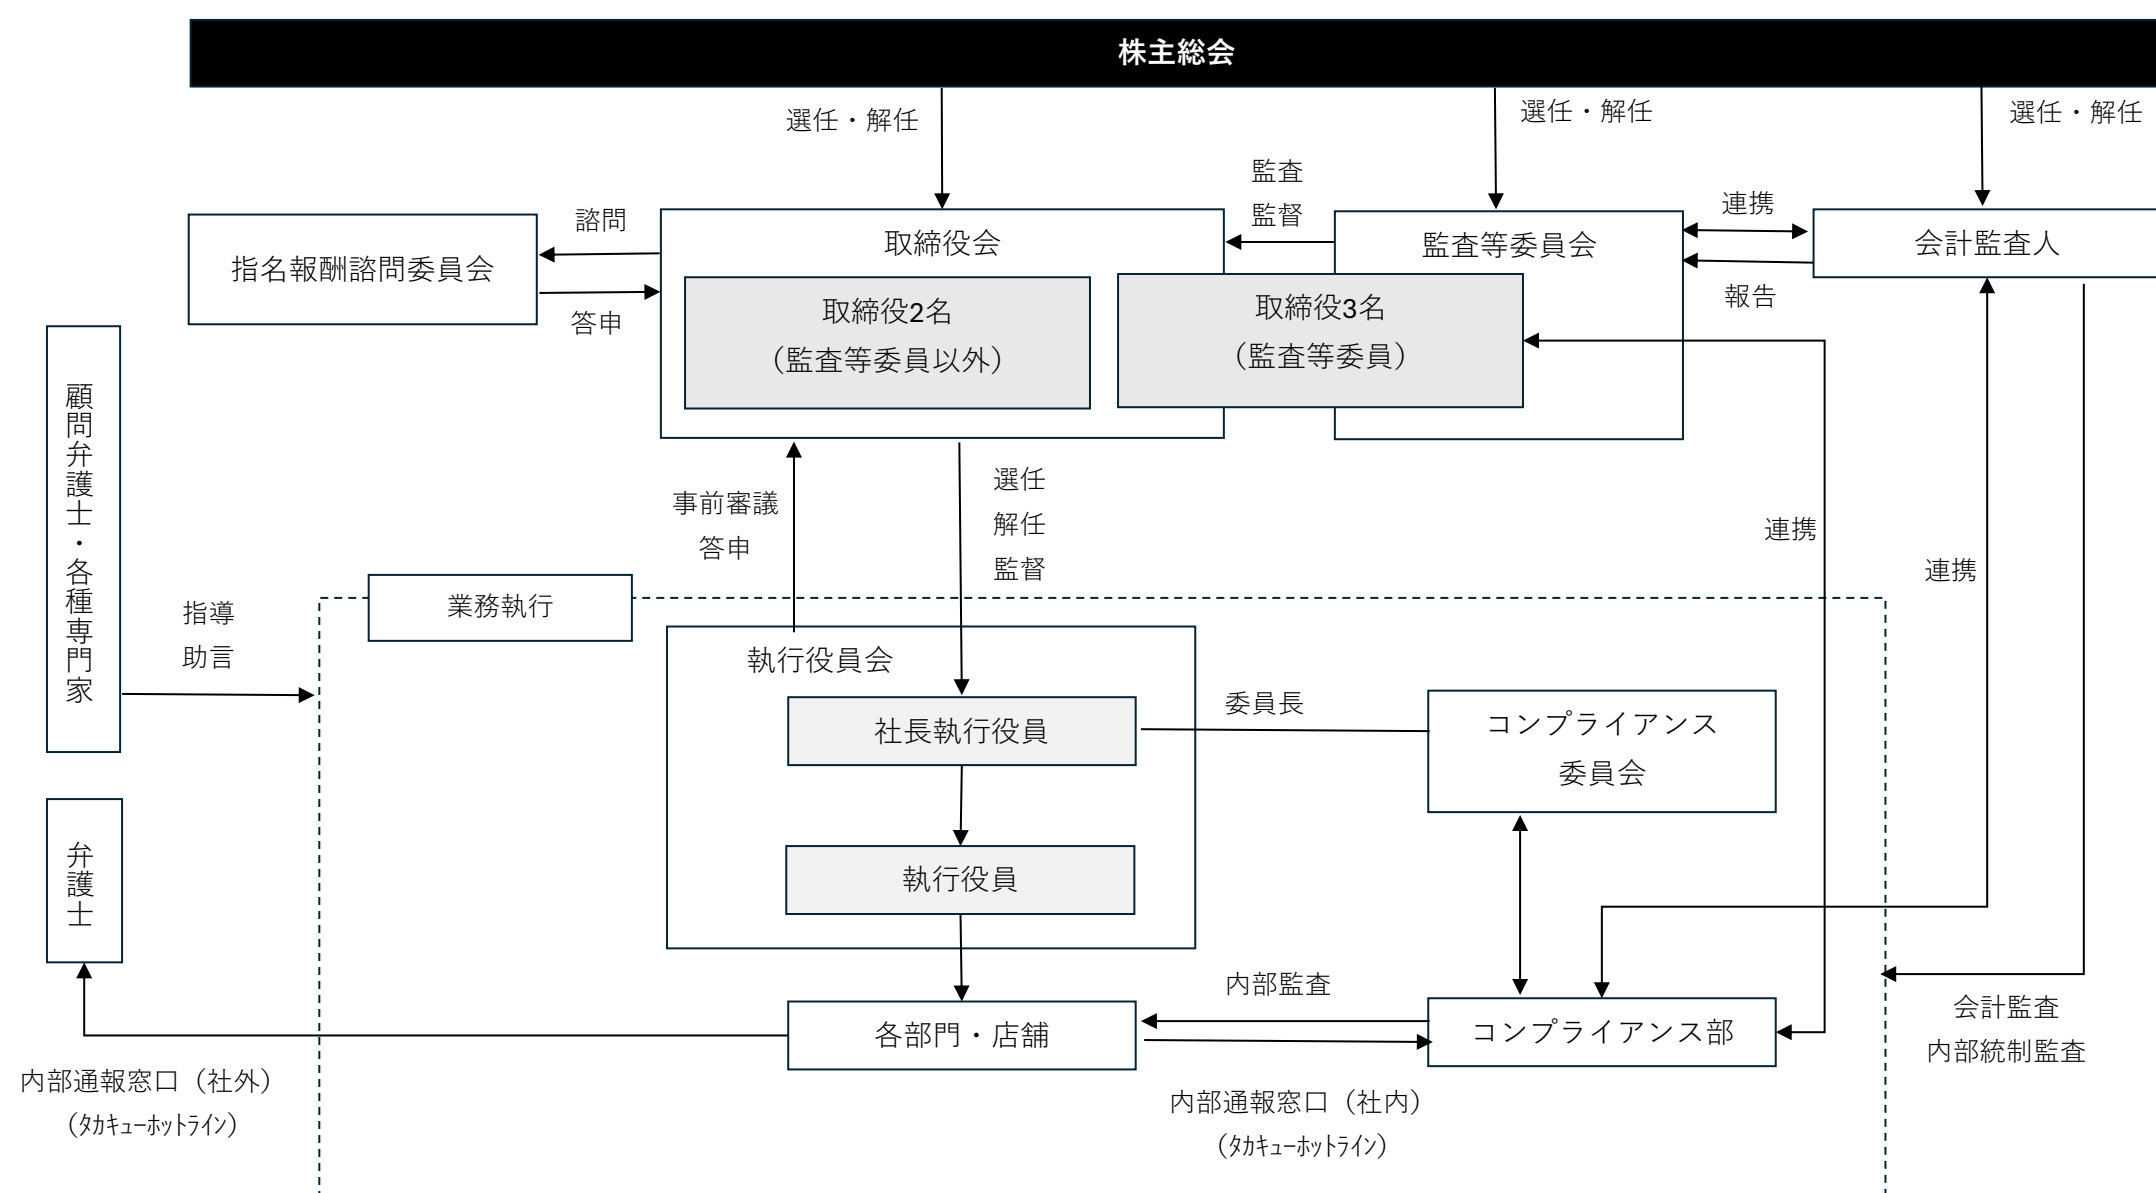 株主総会
選任・解任
選任・解任
選任・解任
監査
監督
連携
諮問
指名報酬諮問委員会
答申
取締役会
取締役2名
（監査等委員以外）
監査等委員会
取締役3名
（監査等委員）
会計監査人
報告
顧問弁護士・各種専門家
指導
助言
事前審議
答申
選任
解任
監督
連携
連携
業務執行
執行役員会
社長執行役員
委員長
コンプライアンス
委員会
執行役員
弁護士
内部監査
各部門・店舗
コンプライアンス部
会計監査
内部統制監査
内部通報窓口（社外）
（ﾀｶｷｭｰﾎｯﾄﾗｲﾝ）
内部通報窓口（社内）
（ﾀｶｷｭｰﾎｯﾄﾗｲﾝ）